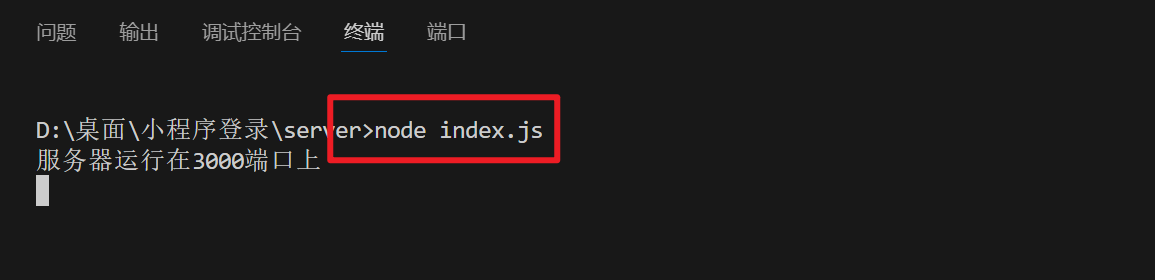 问题 输出 调试控制台 终端 端口
D:\桌面\小程序登录\server>node index.js
服务器运行在3000端口上